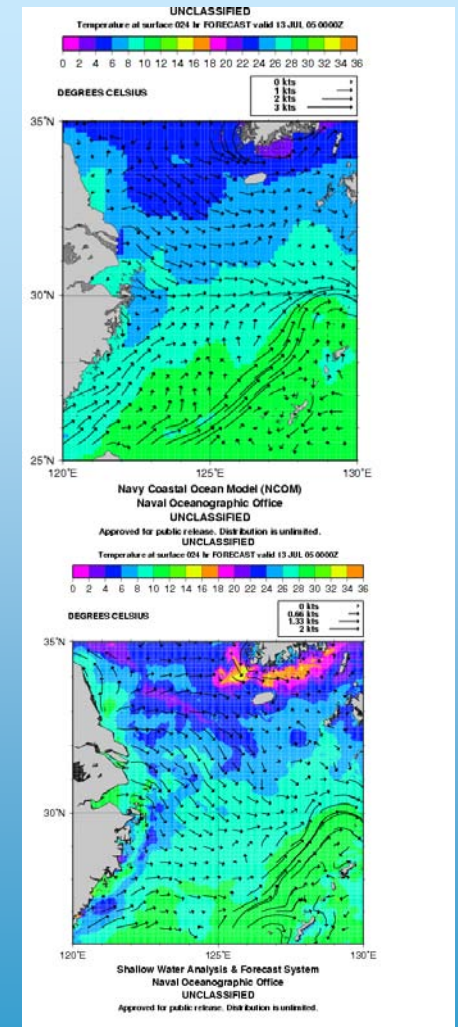 UNCLASSIFIED
Temperature at surface 024 hr FORECAST valid 13 JUL 05 0000Z
0 2 4 6 8 10 12 14 16 18 20 22 24 26 28 30 32 34 36
DEGREES CELSIUS
0 kts
1 kts
2 kts
3 kts
35°N
30°N
25°N
120°E 125°E 130°E
Navy Coastal Ocean Model (NCOM)
Naval Oceanographic Office
UNCLASSIFIED
Approved for public release. Distribution is unlimited.
UNCLASSIFIED
Temperature at surface 024 hr FORECAST valid 13 JUL 05 0000Z
0 2 4 6 8 10 12 14 16 18 20 22 24 26 28 30 32 34 36
DEGREES CELSIUS
0 kts
0.66 kts
1.33 kts
2 kts
35°N
30°N
120°E 125°E 130°E
Shallow Water Analysis & Forecast System
Naval Oceanographic Office
UNCLASSIFIED
Approved for public release. Distribution is unlimited.